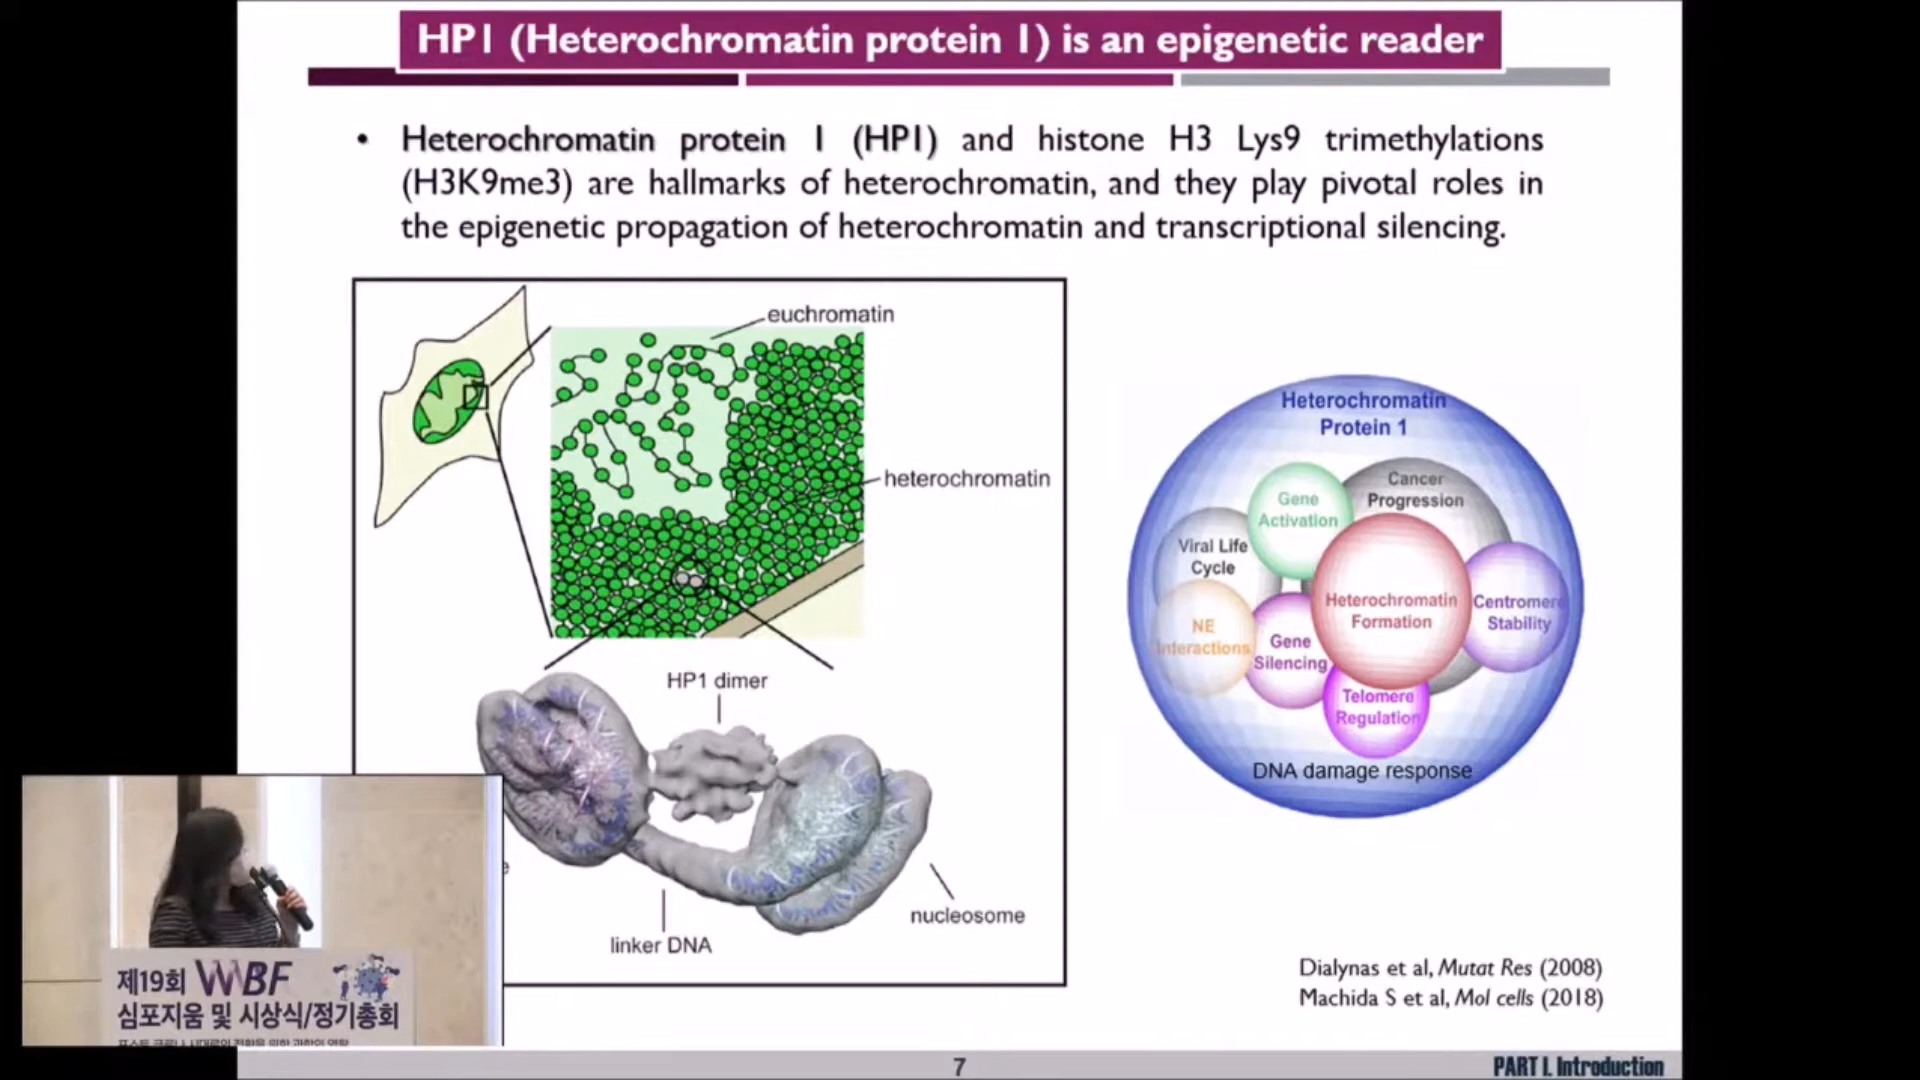 HP1 (Heterochromatin protein 1) is an epigenetic reader
• Heterochromatin protein 1 (HP1) and histone H3 Lys9 trimethylations
(H3K9me3) are hallmarks of heterochromatin, and they play pivotal roles in
the epigenetic propagation of heterochromatin and transcriptional silencing.
euchromatin
heterochromatin
HP1 dimer
linker DNA
nucleosome
Heterochromatin
Protein 1
Gene
Activation
Cancer
Progression
Viral Life
Cycle
Heterochromatin
Formation
Centromere
Stability
NE
Interactions
Gene
Silencing
Telomere
Regulation
DNA damage response
Dialynas et al, Mutat Res (2008)
Machida S et al, Mol cells (2018)
제19회 WBF
심포지움 및 시상식/정기총회
7
PART I. Introduction